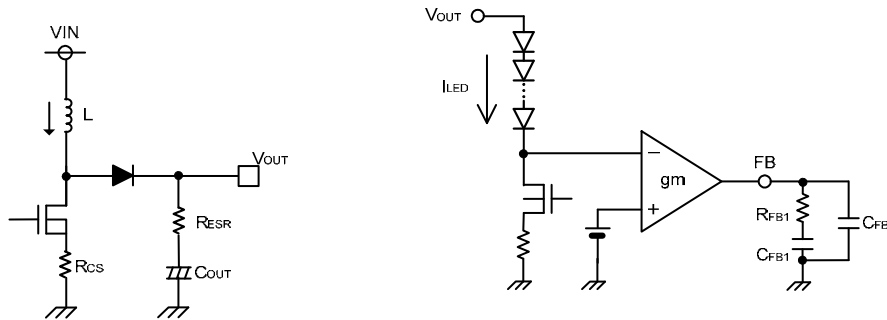 VIN
L
VOUT
RESR
RCS
COUT
VOUT
ILED
−
gm
+
FB
RFB1
CFB1
CFB